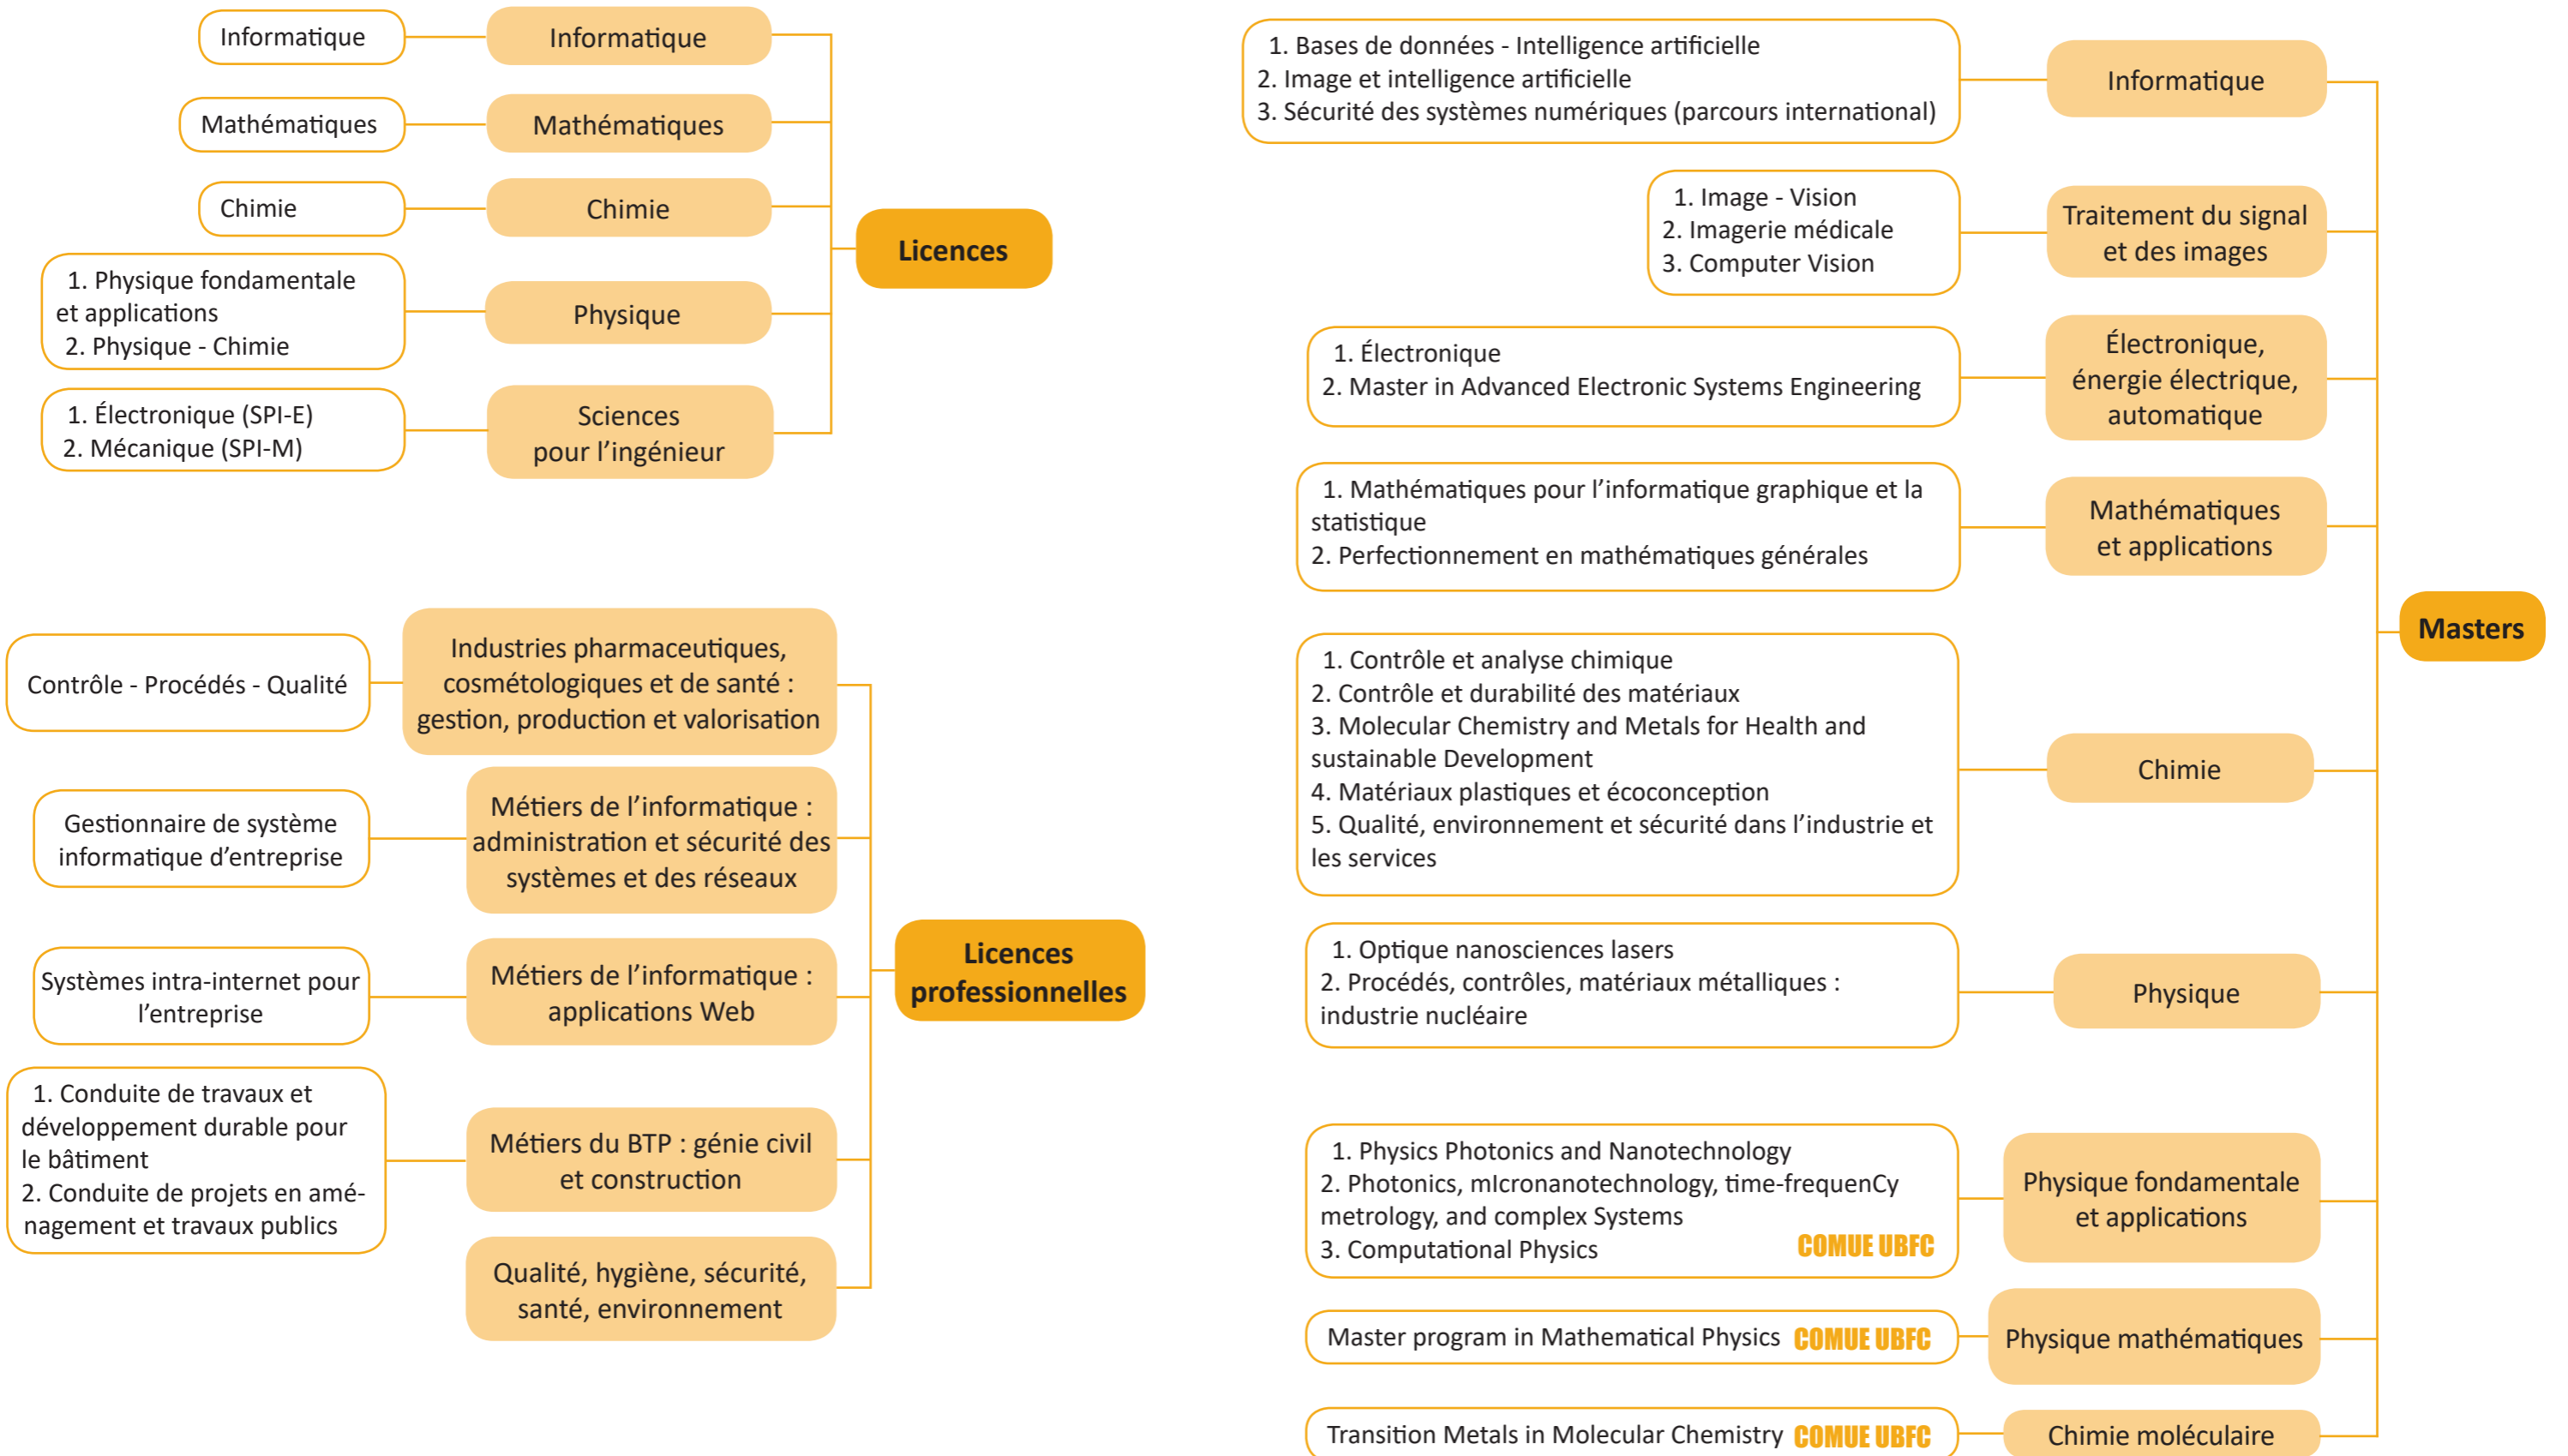 Informatique
Informatique
Mathématiques
Mathématiques
Chimie
Chimie
1. Physique fondamentale
et applications
2. Physique - Chimie
Physique
1. Électronique (SPI-E)
2. Mécanique (SPI-M)
Sciences
pour l’ingénieur
Licences
Contrôle - Procédés - Qualité
Industries pharmaceutiques,
cosmétologiques et de santé :
gestion, production et valorisation
Gestionnaire de système
informatique d’entreprise
Métiers de l’informatique :
administration et sécurité des
systèmes et des réseaux
Systèmes intra-internet pour
l’entreprise
Métiers de l’informatique :
applications Web
1. Conduite de travaux et
développement durable pour
le bâtiment
2. Conduite de projets en amé-
nagement et travaux publics
Métiers du BTP : génie civil
et construction
Qualité, hygiène, sécurité,
santé, environnement
Licences
professionnelles
1. Bases de données - Intelligence artificielle
2. Image et intelligence artificielle
3. Sécurité des systèmes numériques (parcours international)
Informatique
1. Image - Vision
2. Imagerie médicale
3. Computer Vision
Traitement du signal
et des images
1. Électronique
2. Master in Advanced Electronic Systems Engineering
Électronique,
énergie électrique,
automatique
1. Mathématiques pour l’informatique graphique et la
statistique
2. Perfectionnement en mathématiques générales
Mathématiques
et applications
1. Contrôle et analyse chimique
2. Contrôle et durabilité des matériaux
3. Molecular Chemistry and Metals for Health and
sustainable Development
4. Matériaux plastiques et écoconception
5. Qualité, environnement et sécurité dans l’industrie et
les services
Chimie
1. Optique nanosciences lasers
2. Procédés, contrôles, matériaux métalliques :
industrie nucléaire
Physique
1. Physics Photonics and Nanotechnology
2. Photonics, mIcronanotechnology, time-frequenCy
metrology, and complex Systems
3. Computational Physics COMUE UBFC
Physique fondamentale
et applications
Master program in Mathematical Physics COMUE UBFC
Physique mathématiques
Transition Metals in Molecular Chemistry COMUE UBFC
Chimie moléculaire
Masters